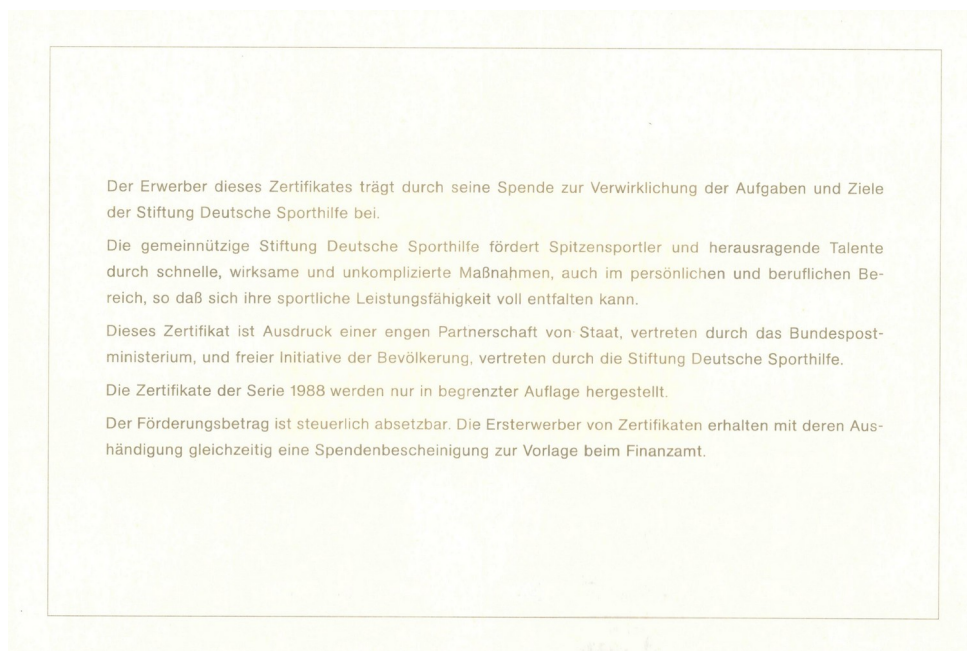 Der Erwerber dieses Zertifikates trägt durch seine Spende zur Verwirklichung der Aufgaben und Ziele
der Stiftung Deutsche Sporthilfe bei.
Die gemeinnützige Stiftung Deutsche Sporthilfe fördert Spitzensportler und herausragende Talente
durch schnelle, wirksame und unkomplizierte Maßnahmen, auch im persönlichen und beruflichen Be-
reich, so daß sich ihre sportliche Leistungsfähigkeit voll entfalten kann.
Dieses Zertifikat ist Ausdruck einer engen Partnerschaft von Staat, vertreten durch das Bundespost-
ministerium, und freier Initiative der Bevölkerung, vertreten durch die Stiftung Deutsche Sporthilfe.
Die Zertifikate der Serie 1988 werden nur in begrenzter Auflage hergestellt.
Der Förderungsbetrag ist steuerlich absetzbar. Die Ersterwerber von Zertifikaten erhalten mit deren Aus-
händigung gleichzeitig eine Spendenbescheinigung zur Vorlage beim Finanzamt.